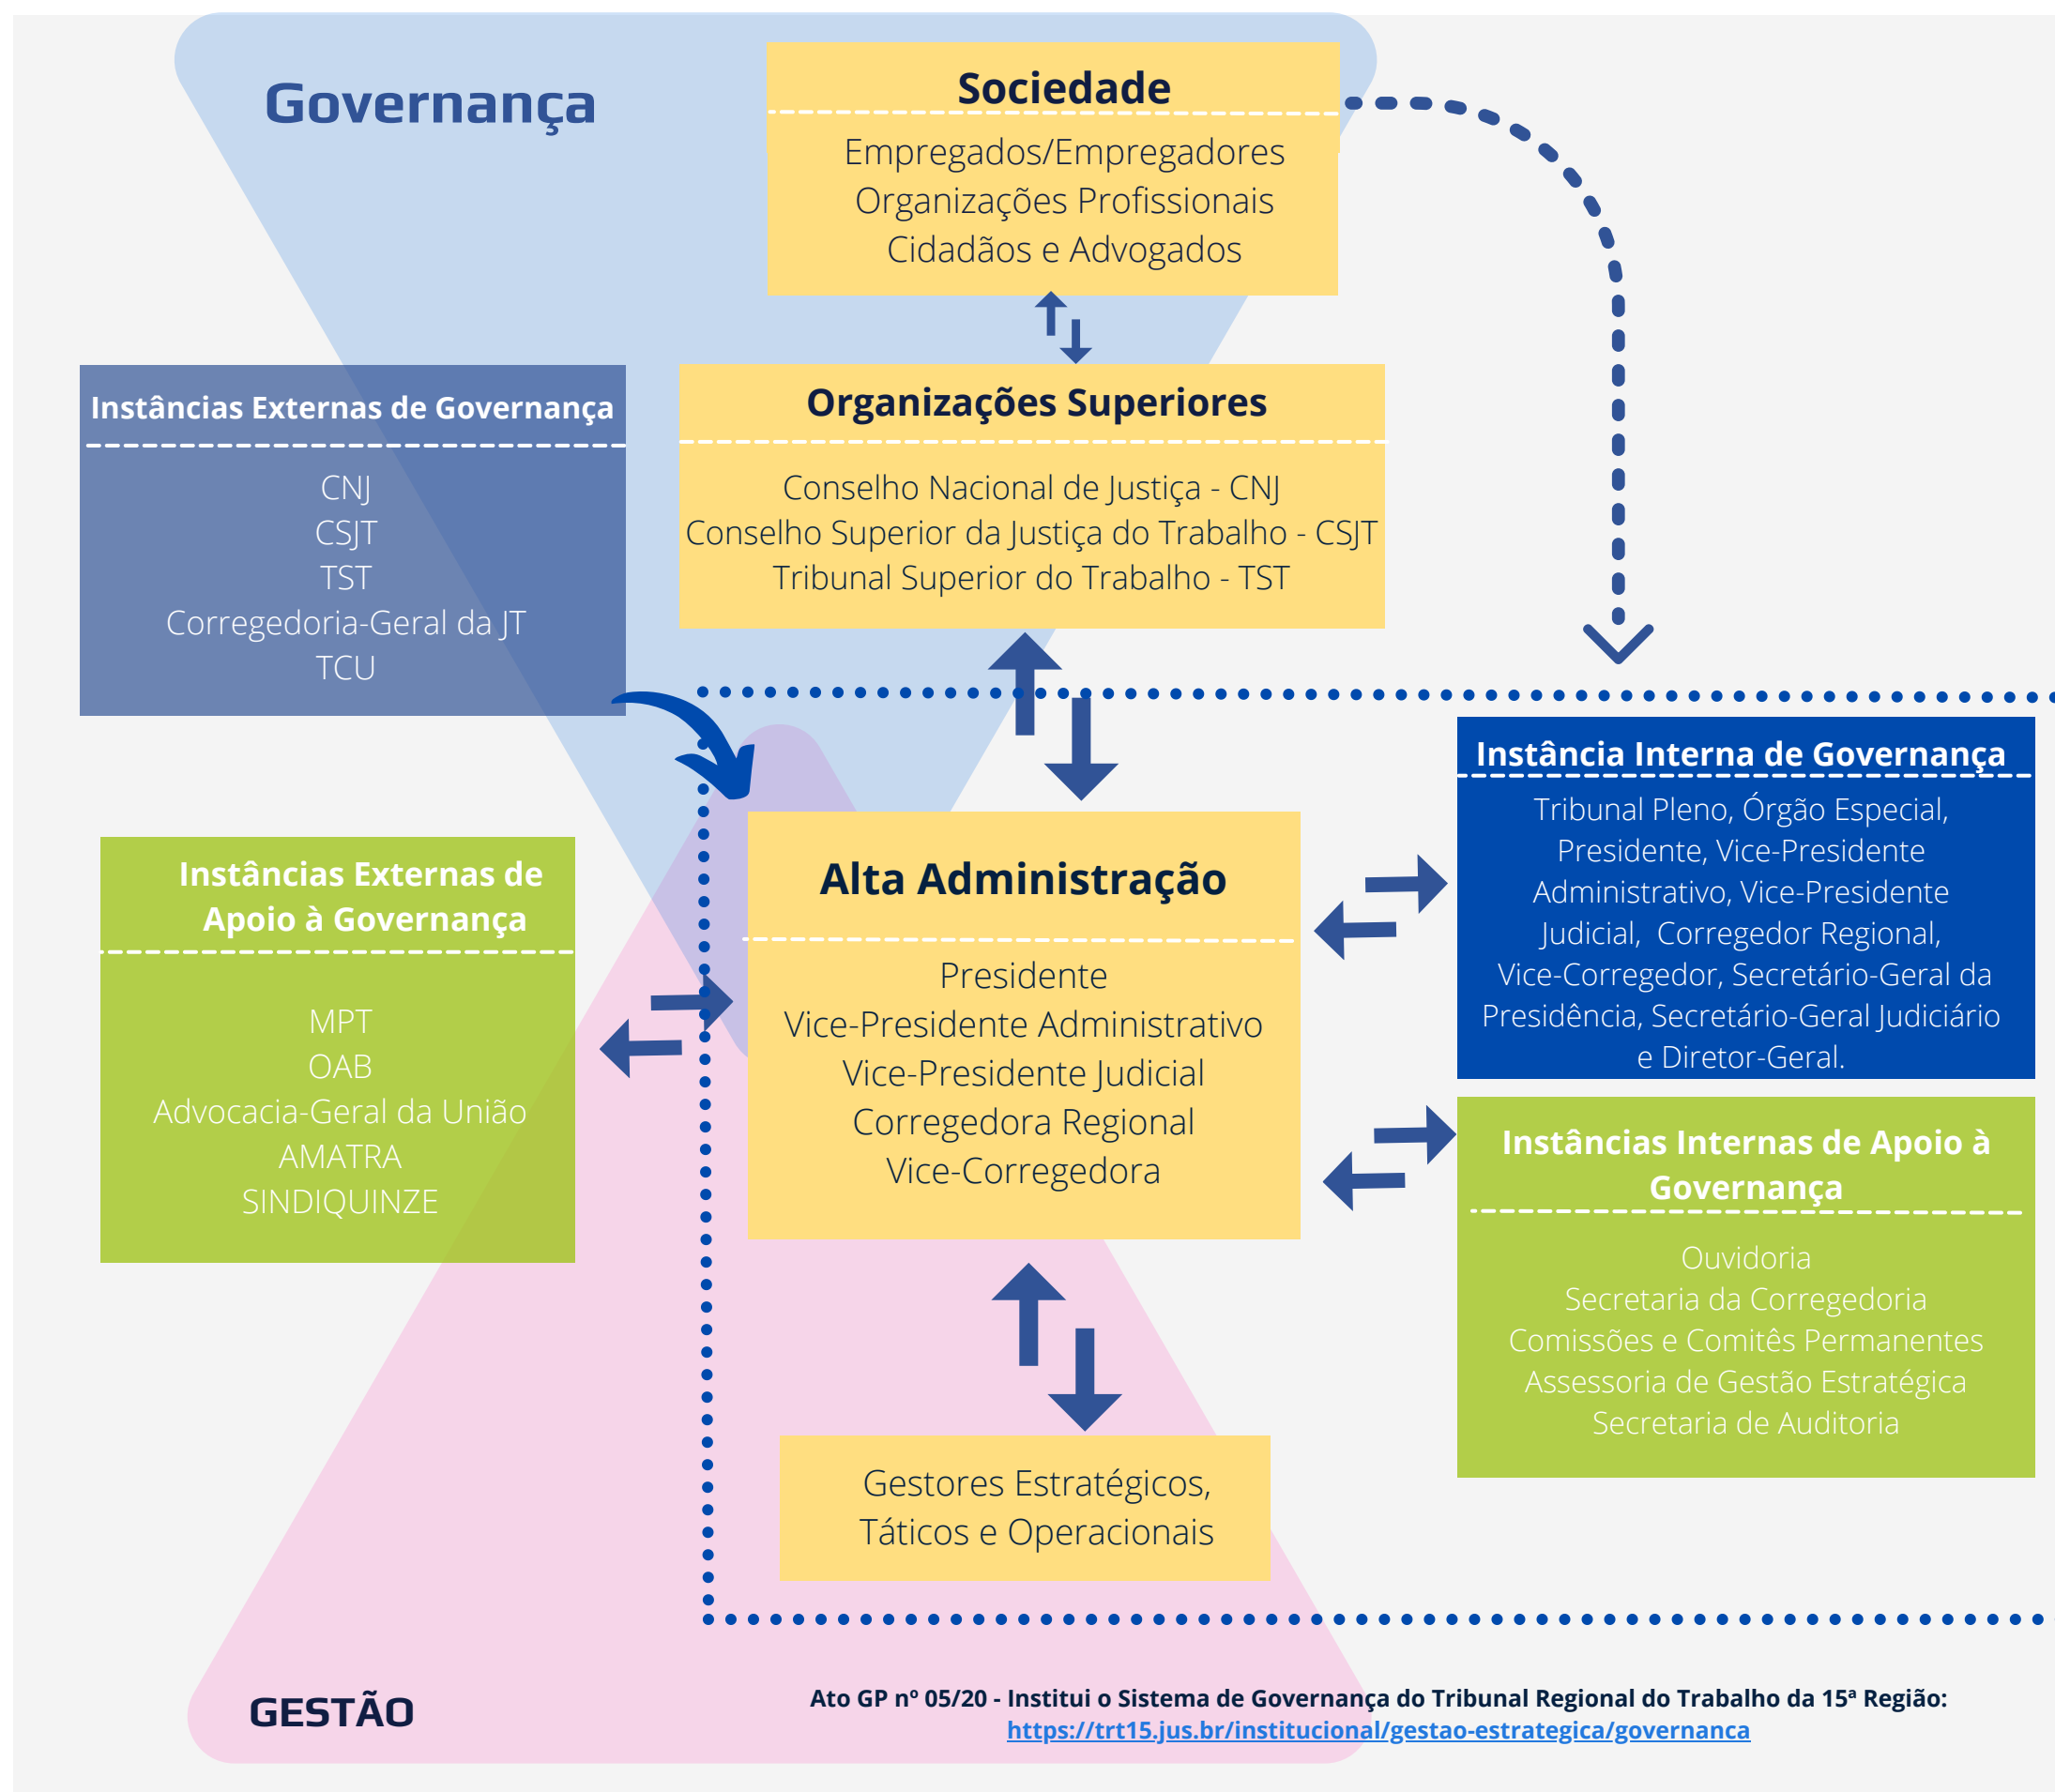 Governança
Sociedade
Empregados/Empregadores
Organizações Profissionais
Cidadãos e Advogados
Instâncias Externas de Governança
CNJ
CSJT
TST
Corregedoria-Geral da JT
TCU
Organizações Superiores
Conselho Nacional de Justiça - CNJ
Conselho Superior da Justiça do Trabalho - CSJT
Tribunal Superior do Trabalho - TST
Instâncias Externas de
Apoio à Governança
MPT
OAB
Advocacia-Geral da União
AMATRA
SINDIQUINZE
Alta Administração
Presidente
Vice-Presidente Administrativo
Vice-Presidente Judicial
Corregedora Regional
Vice-Corregedora
Instância Interna de Governança
Tribunal Pleno, Órgão Especial,
Presidente, Vice-Presidente
Administrativo, Vice-Presidente
Judicial,  Corregedor Regional,
Vice-Corregedor, Secretário-Geral da
Presidência, Secretário-Geral Judiciário
e Diretor-Geral.
Instâncias Internas de Apoio à
Governança
Ouvidoria
Secretaria da Corregedoria
Comissões e Comitês Permanentes
Assessoria de Gestão Estratégica
Secretaria de Auditoria
Gestores Estratégicos,
Táticos e Operacionais
GESTÃO
Ato GP nº 05/20 - Institui o Sistema de Governança do Tribunal Regional do Trabalho da 15ª Região:
https://trt15.jus.br/institucional/gestao-estrategica/governanca